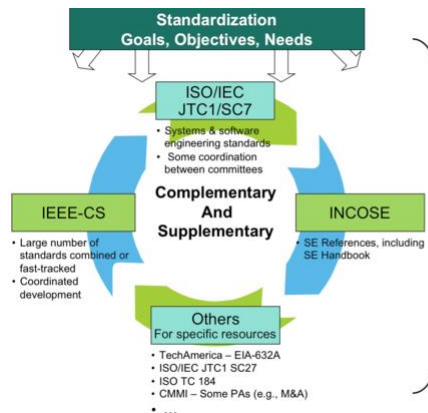 Standardization
Goals, Objectives, Needs
ISO/IEC
JTC1/SC7
• Systems & software
engineering standards
• Some coordination
between committees
IEEE-CS
• Large number of
standards combined or
fast-tracked
• Coordinated
development
Complementary
And
Supplementary
INCOSE
• SE References, including
SE Handbook
Others
For specific resources
• TechAmerica – EIA-632A
• ISO/IEC JTC1 SC27
• ISO TC 184
• CMMI – Some PAs (e.g., M&A)
• ...